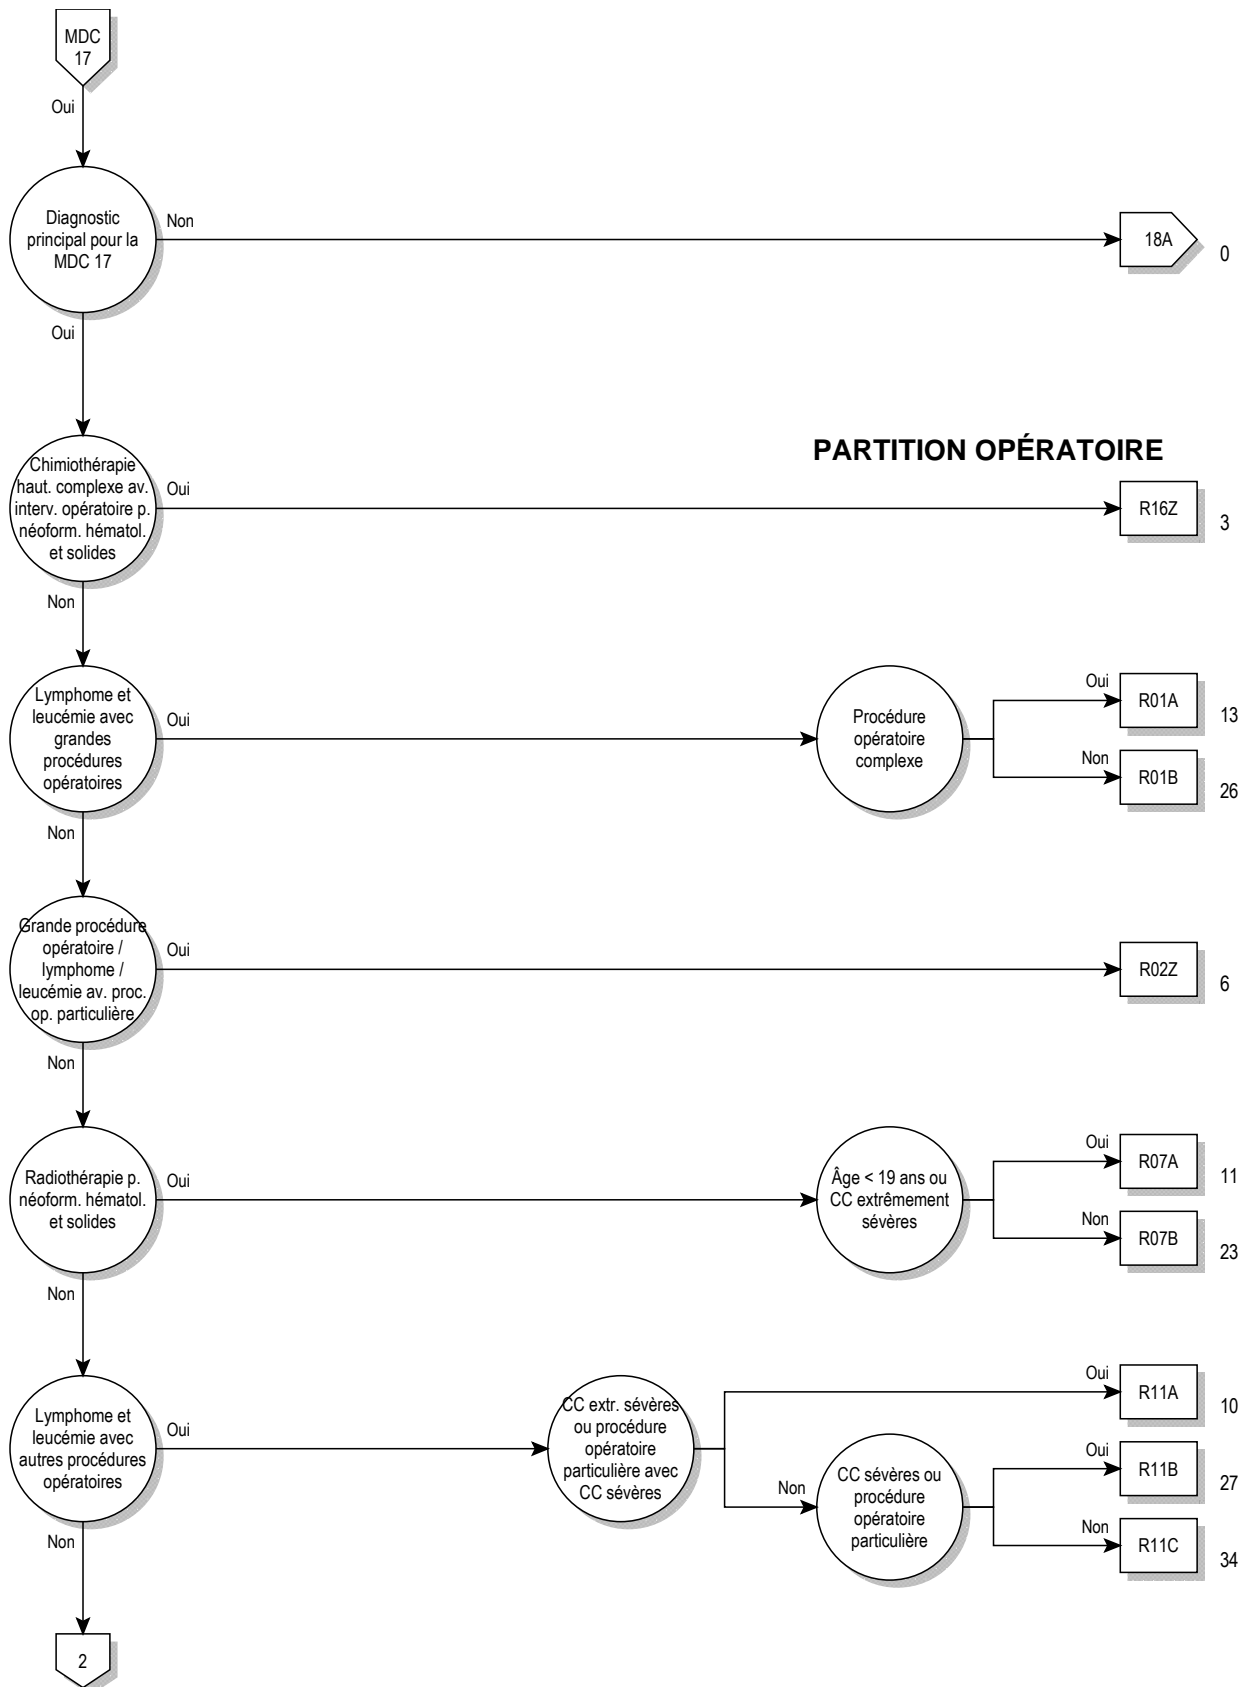 MDC
17
Oui
Diagnostic
principal pour la
MDC 17
Non
18A
0
Oui
PARTITION OPÉRATOIRE
Chimiothérapie
haut. complexe av.
interv. opératoire p.
néoform. hématol.
et solides
Oui
R16Z
3
Non
Lymphome et
leucémie avec
grandes
procédures
opératoires
Oui
Procédure
opératoire
complexe
Oui
R01A
13
Non
R01B
26
Non
Grande procédure
opératoire /
lymphome /
leucémie av. proc.
op. particulière
Oui
R02Z
6
Non
Radiothérapie p.
néoform. hématol.
et solides
Oui
Âge < 19 ans ou
CC extrêmement
sévères
Oui
R07A
11
Non
R07B
23
Non
Lymphome et
leucémie avec
autres procédures
opératoires
Oui
CC extr. sévères
ou procédure
opératoire
particulière avec
CC sévères
Oui
R11A
10
Non
CC sévères ou
procédure
opératoire
particulière
Oui
R11B
27
Non
R11C
34
Non
2